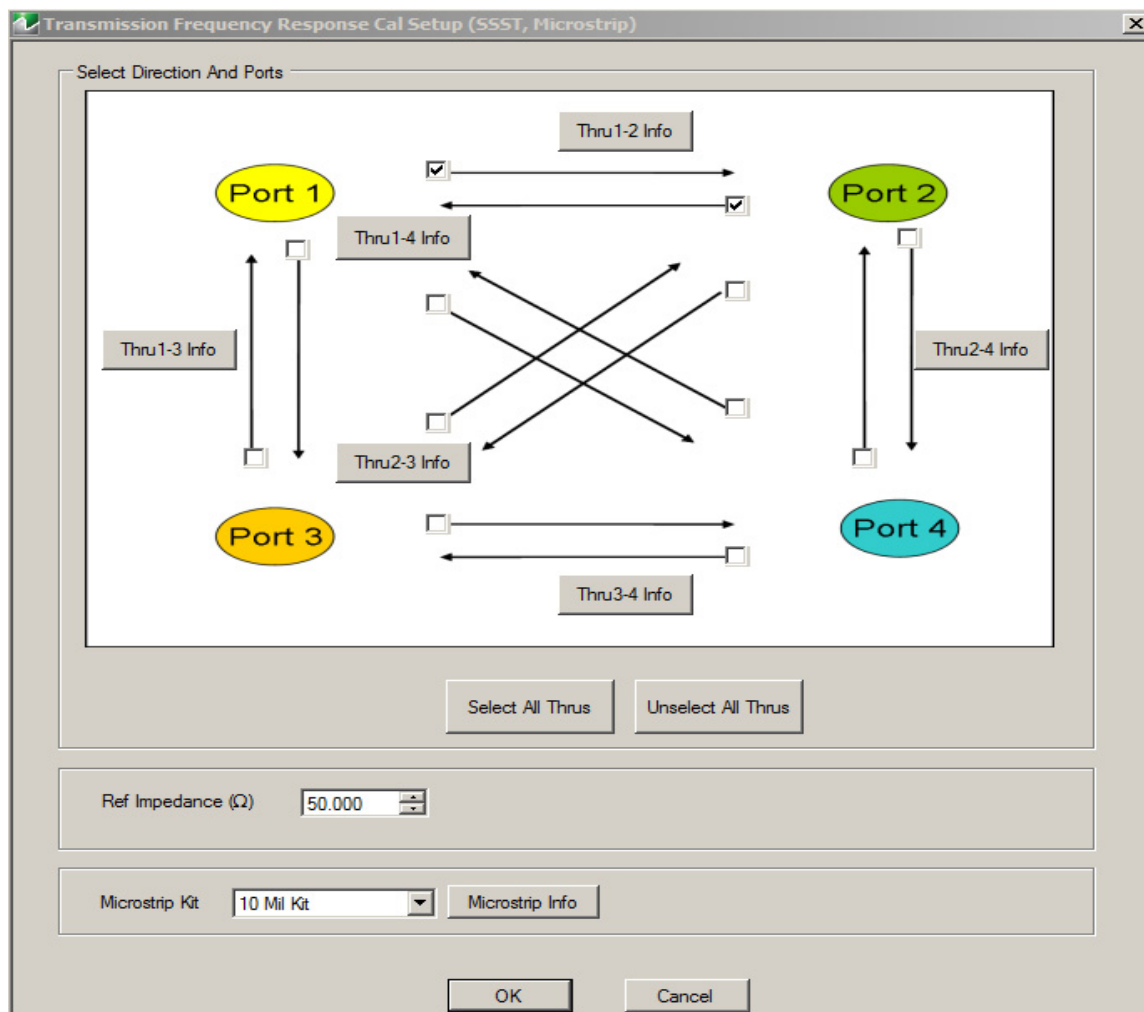 Transmission Frequency Response Cal Setup (SSST, Microstrip)
Select Direction And Ports
Thru1-2 Info
Port 1
Port 2
Thru1-4 Info
Thru1-3 Info
Thru2-4 Info
Thru2-3 Info
Port 3
Port 4
Thru3-4 Info
Select All Thrus
Unselect All Thrus
Ref Impedance (Ω)
50.000
Microstrip Kit
10 Mil Kit
Microstrip Info
OK
Cancel